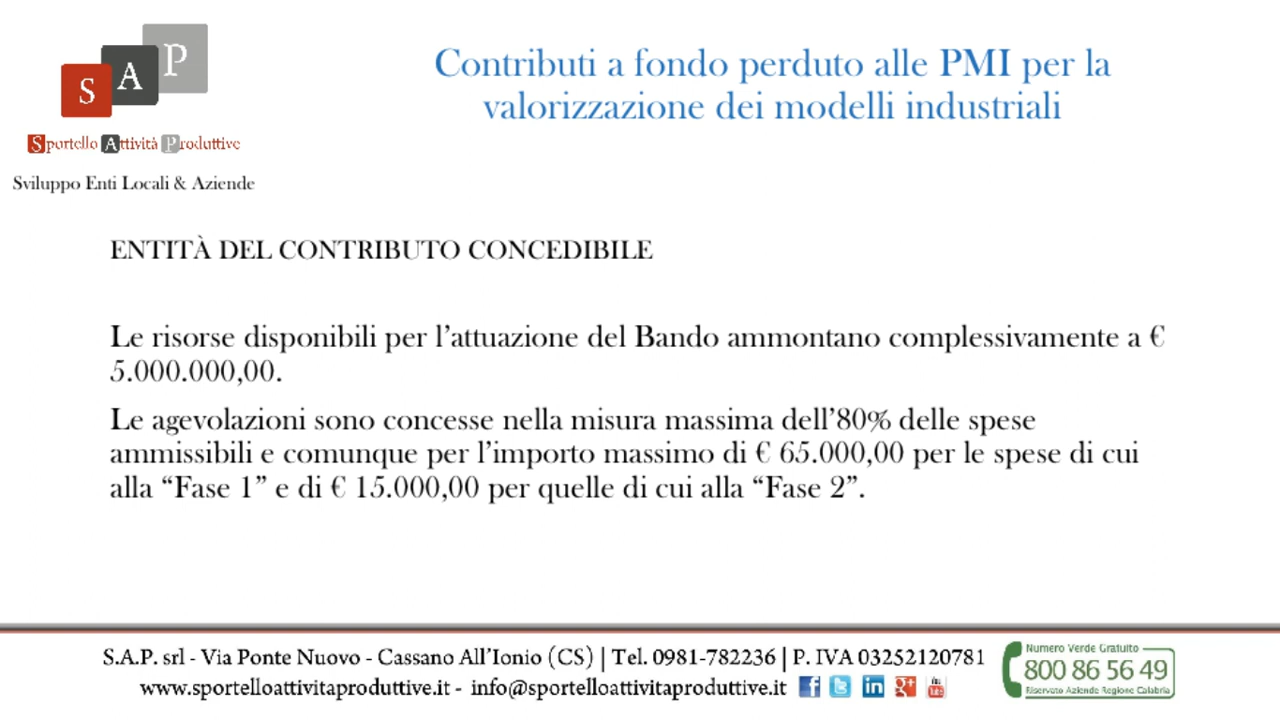 S A P
Sportello Attività Produttive
Sviluppo Enti Locali & Aziende
Contributi a fondo perduto alle PMI per la
valorizzazione dei modelli industriali
ENTITÀ DEL CONTRIBUTO CONCEDIBILE
Le risorse disponibili per l’attuazione del Bando ammontano complessivamente a €
5.000.000,00.
Le agevolazioni sono concesse nella misura massima dell’80% delle spese
ammissibili e comunque per l’importo massimo di € 65.000,00 per le spese di cui
alla “Fase 1” e di € 15.000,00 per quelle di cui alla “Fase 2”.
S.A.P. srl - Via Ponte Nuovo - Cassano All’Ionio (CS) | Tel. 0981-782236 | P. IVA 03252120781
www.sportelloattivitaproduttive.it - info@sportelloattivitaproduttive.it
Numero Verde Gratuito
800 86 56 49
Riservato Aziende Regione Calabria